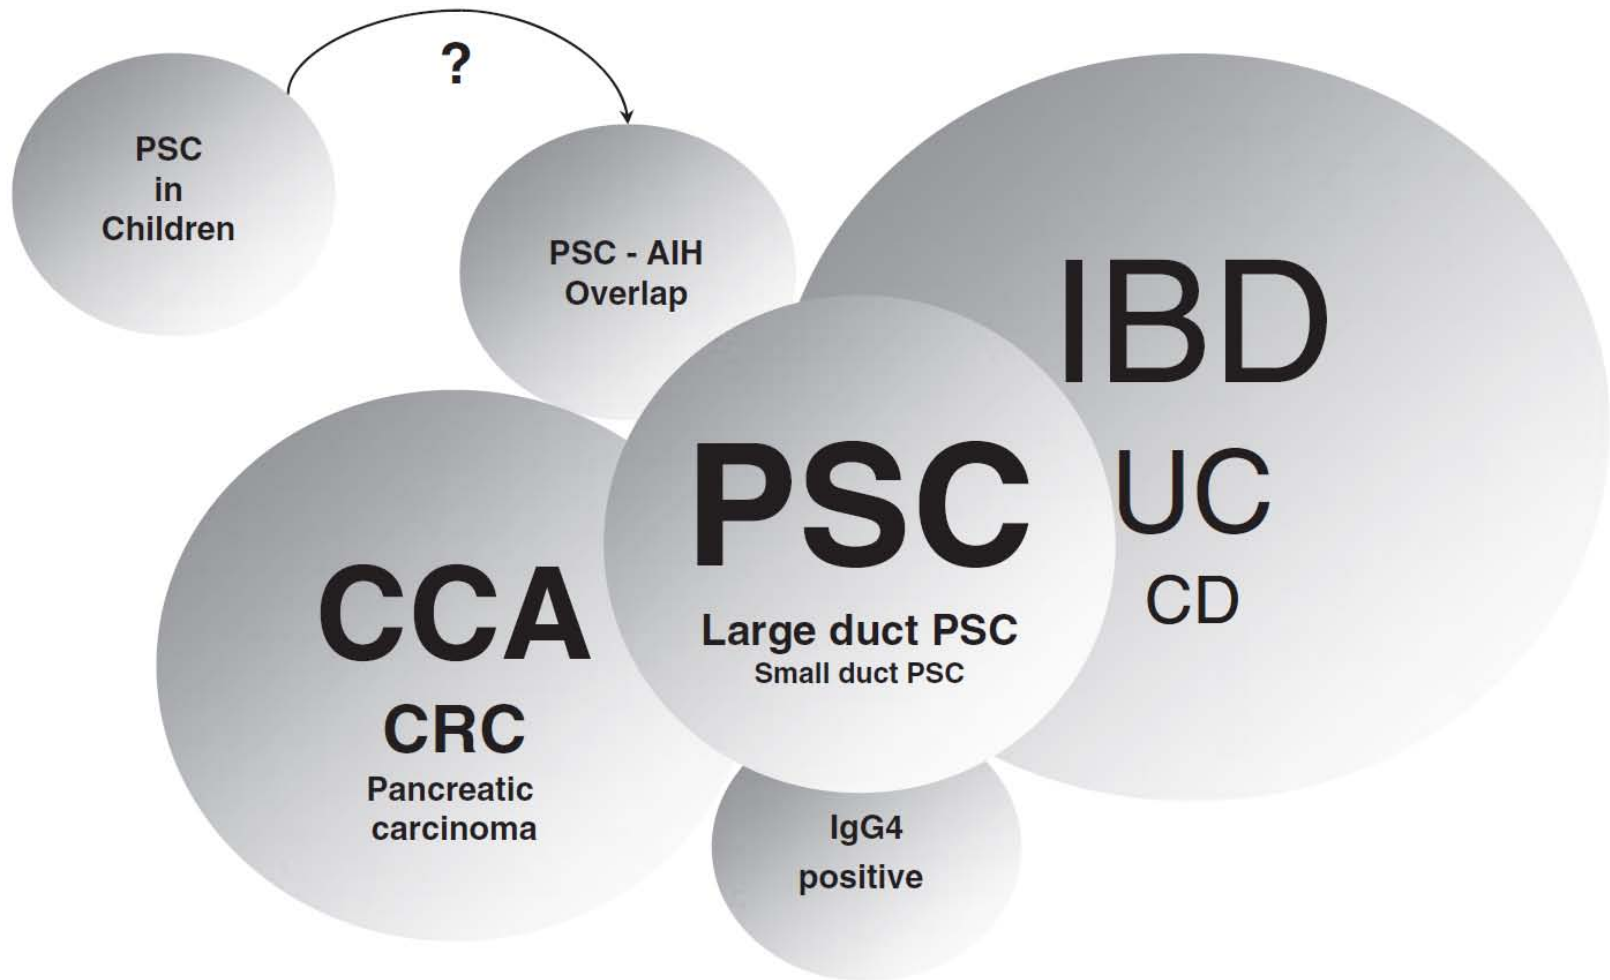 ?
PSC
in
Children
PSC - AIH
Overlap
IBD
UC
CD
PSC
Large duct PSC
Small duct PSC
CCA
CRC
Pancreatic
carcinoma
IgG4
positive